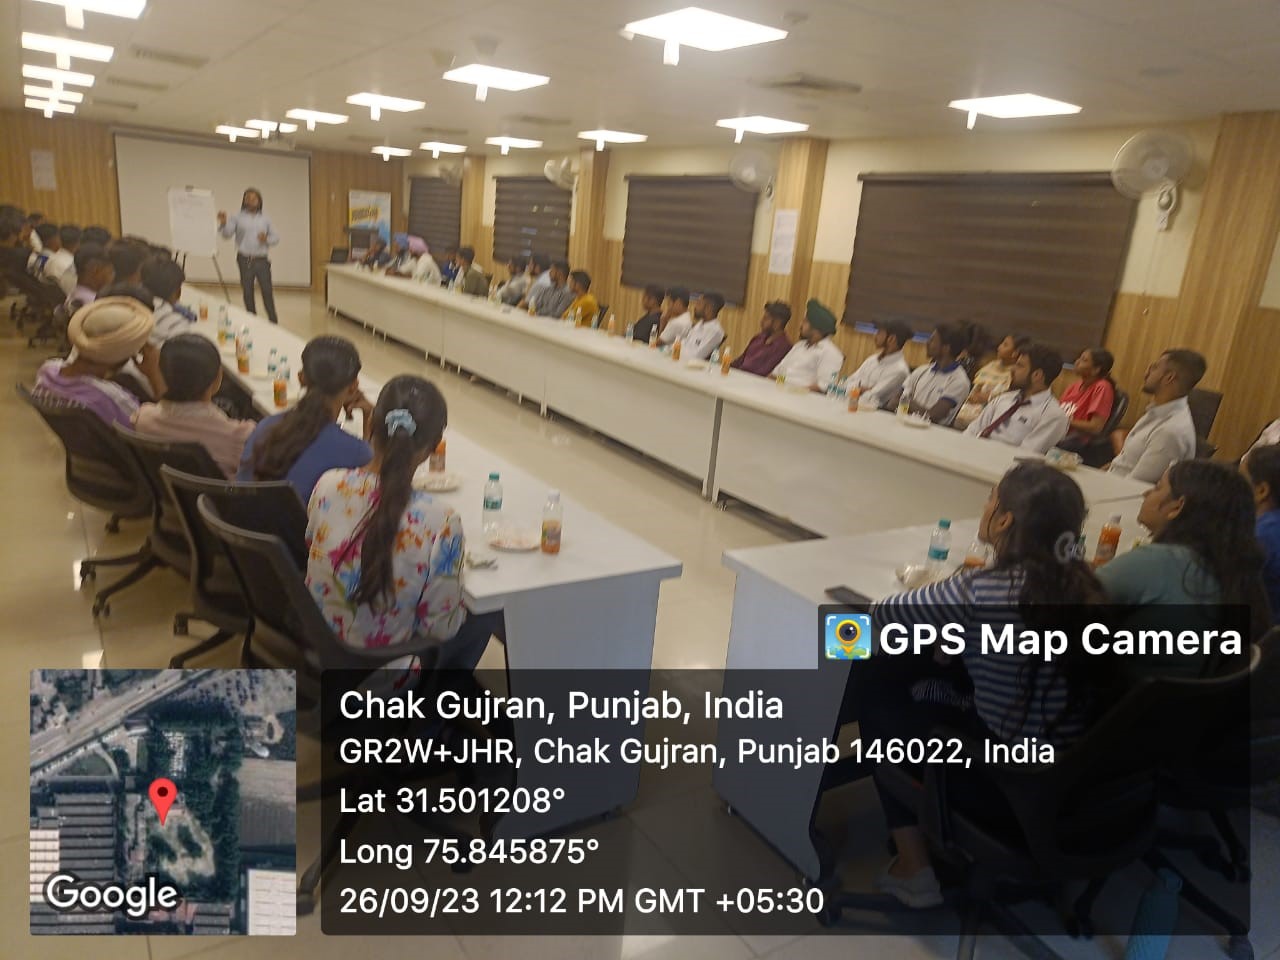 GPS Map Camera
Chak Gujran, Punjab, India
GR2W+JHR, Chak Gujran, Punjab 146022, India
Lat 31.501208°
Long 75.845875°
26/09/23 12:12 PM GMT +05:30
Google